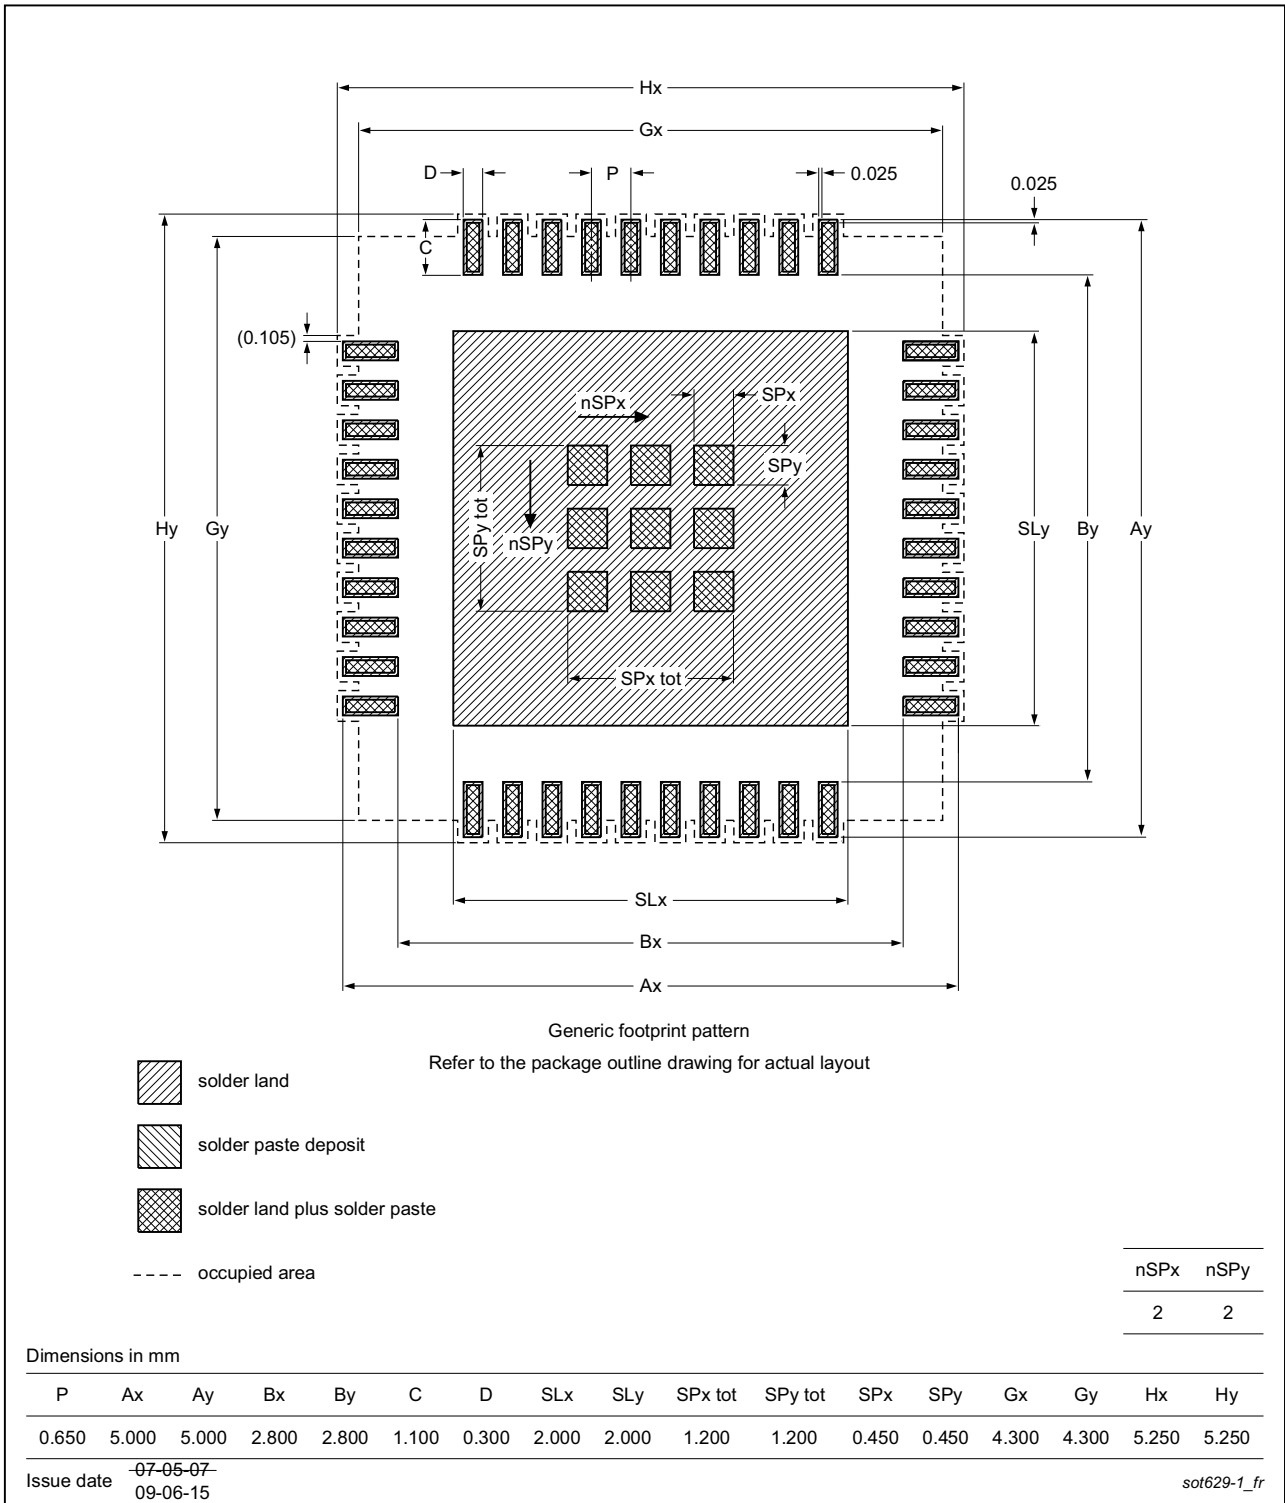 Hx
Gx
D
P
0.025
0.025
C
(0.105)
SPx
nSPx
SPy
SPy tot
nSPy
Hy
Gy
SLy
By
Ay
SPx tot
SLx
Bx
Ax
Generic footprint pattern
Refer to the package outline drawing for actual layout
solder land
solder paste deposit
solder land plus solder paste
occupied area
nSPx nSPy
2 2
Dimensions in mm
P Ax Ay Bx By C D SLx SLy SPx tot SPy tot SPx SPy Gx Gy Hx Hy
0.650 5.000 5.000 2.800 2.800 1.100 0.300 2.000 2.000 1.200 1.200 0.450 0.450 4.300 4.300 5.250 5.250
Issue date 07-05-07
09-06-15
sot629-1_fr